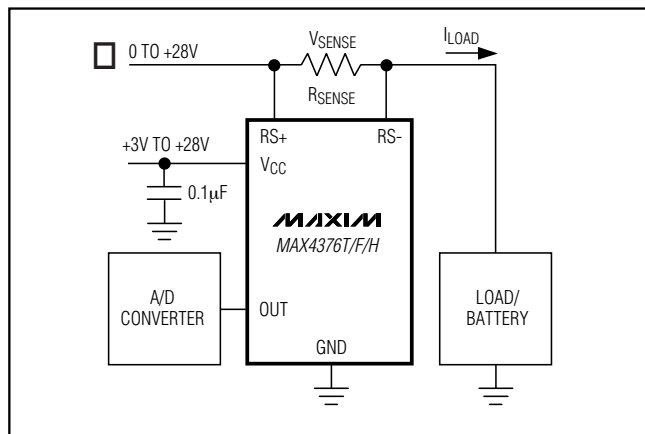 VSENSE
ILOAD
0 TO +28V
RSENSE
RS+
RS-
+3V TO +28V
VCC
0.1µF
MAXIM
MAX4376T/F/H
A/D
CONVERTER
OUT
LOAD/
BATTERY
GND